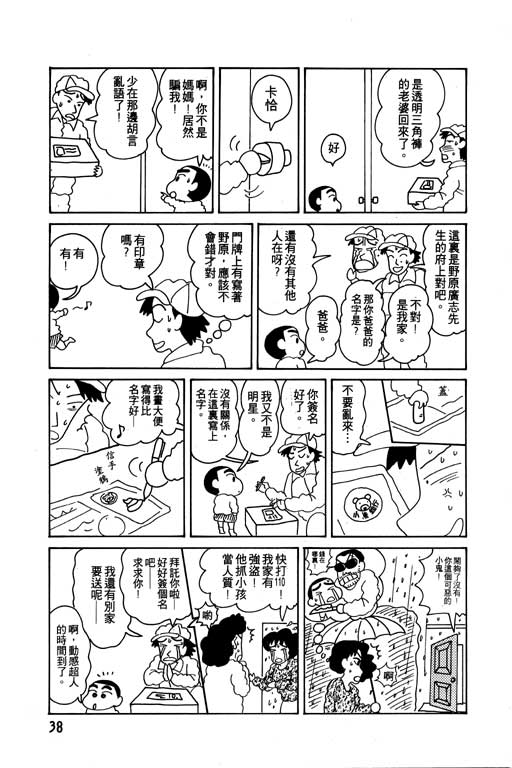 是透明三角褲
的老婆回來了。
好
卡恰
啊,你不是
媽媽!居然
騙我!
少在那邊胡言
亂語了!
這裏是野原廣志先
生的府上對吧。
不對!
是我家。
那你爸爸的
名字是?
爸爸。
還有沒有其他
人在呀?
門牌上有寫著
野原,應該不
會錯才對。
有印章
嗎?
有!
有
蓋
不要亂來…
你簽名
好了。
我又不是
明星。
沒有關係,
在這裏寫上
名字。
我畫大便
寫得比
名字好—
信手
塗鴉
鬧夠了沒有!
你這個可惡的
小鬼!
錢在
哪裏
啊
快打110!
我家有
強盜!
他抓小孩
當人質!
喲
拜託你啦—
好好簽個名
吧—
求求你!
我還有別家
要送呢—
啊,動感超人
的時間到了。
38